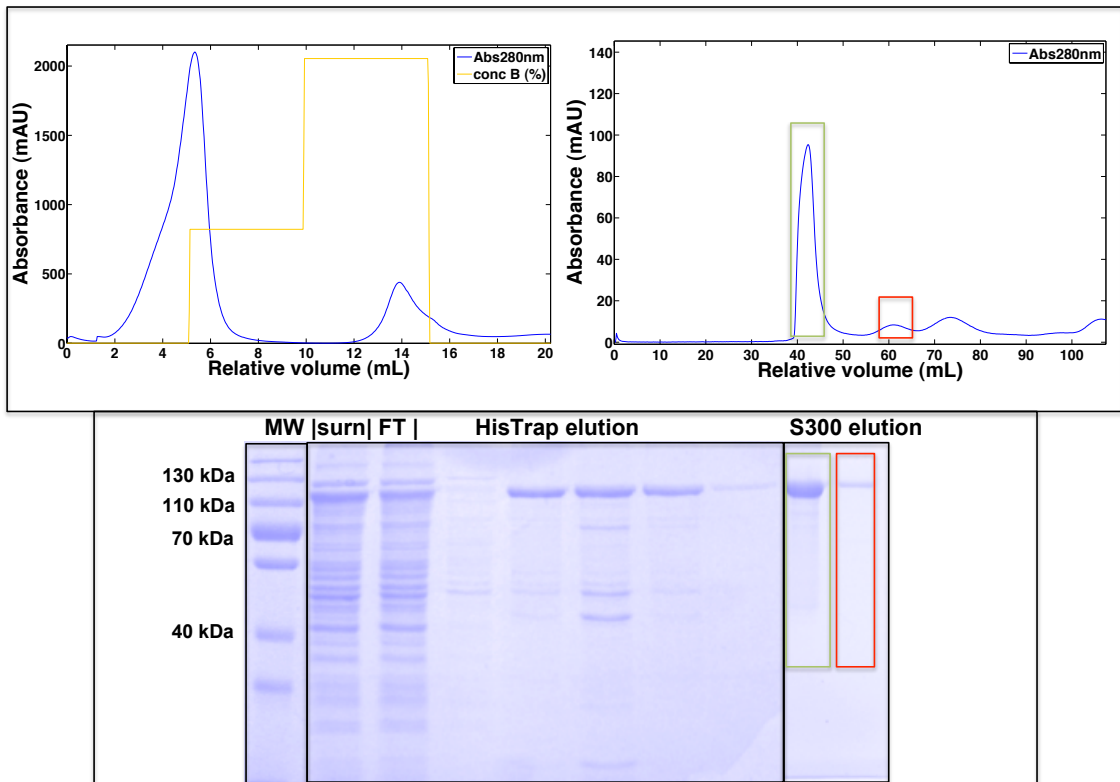 Abs280nm
conc B (%)
2000
1500
1000
500
0
Absorbance (mAU)
0 2 4 6 8 10 12 14 16 18 20
Relative volume (mL)
Abs280nm
140
120
100
80
60
40
20
0
Absorbance (mAU)
0 10 20 30 40 50 60 70 80 90 100
Relative volume (mL)
MW |surn| FT | HisTrap elution S300 elution
130 kDa
110 kDa
70 kDa
40 kDa